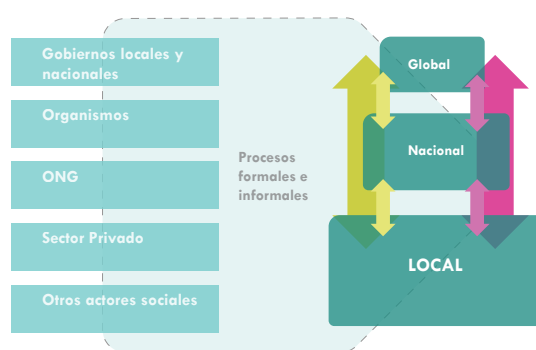 Gobiernos locales y
nacionales
Organismos
ONG
Sector Privado
Otros actores sociales
Procesos
formales e
informales
Global
Nacional
LOCAL